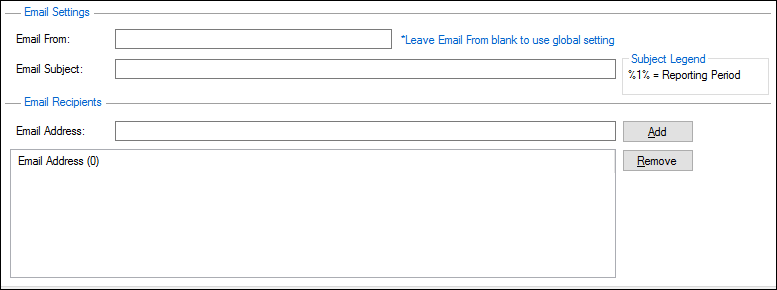 Email Settings
Email From:
*Leave Email From blank to use global setting
Email Subject:
Subject Legend
%1% = Reporting Period
Email Recipients
Email Address:
Add
Email Address (0)
Remove